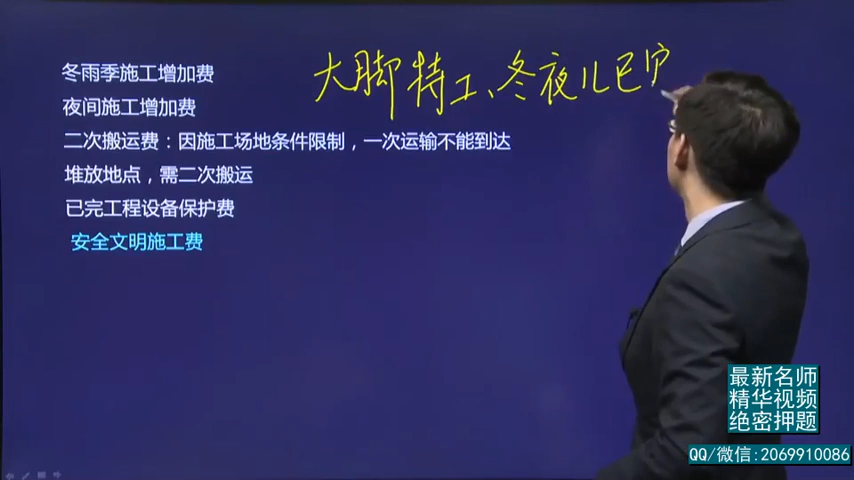 大脚特工、冬夜儿已
冬雨季施工增加费
夜间施工增加费
二次搬运费：因施工场地条件限制，一次运输不能到达
堆放地点，需二次搬运
已完工程设备保护费
安全文明施工费
最新名师
精华视频
绝密押题
QQ/微信:2069910086